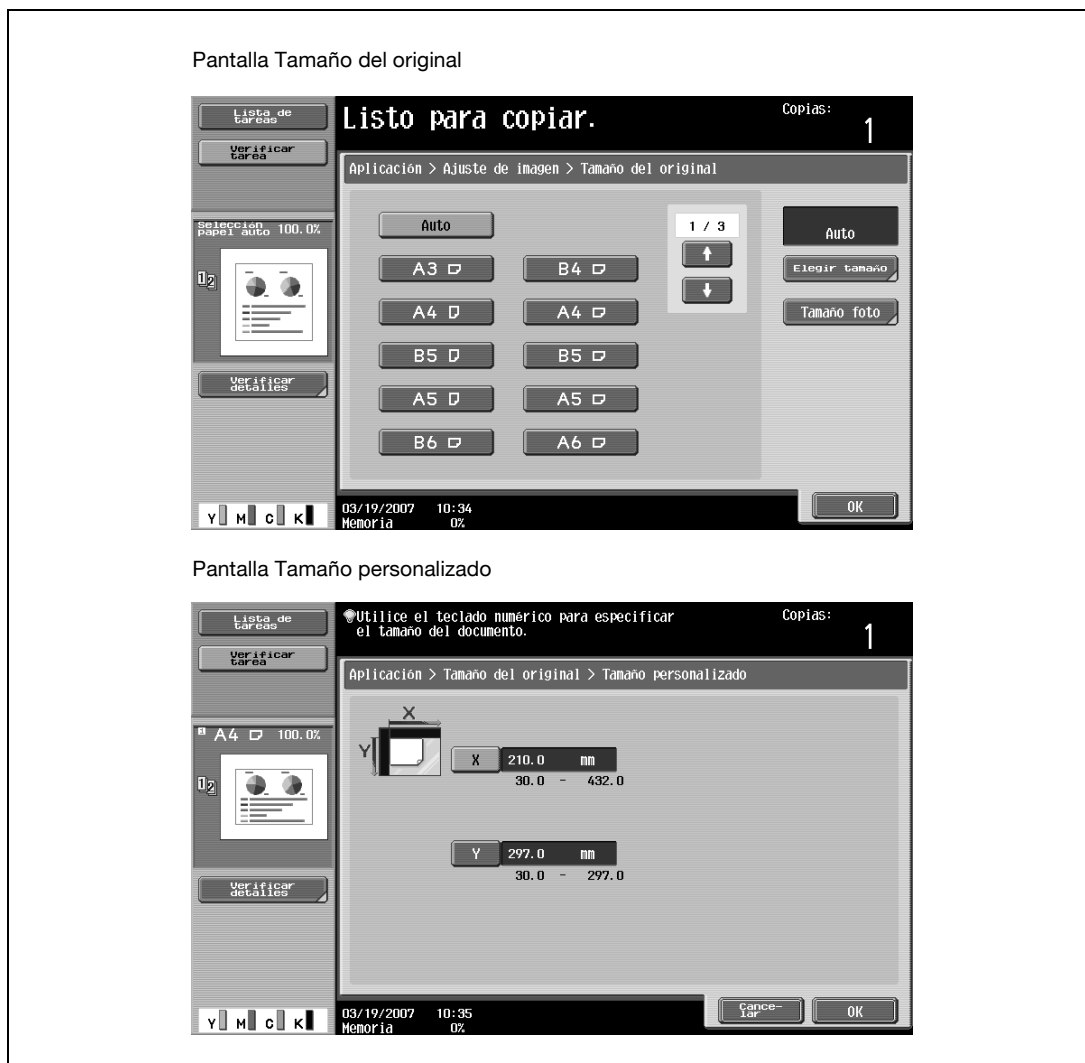 Pantalla Tamaño del original
Lista de
tareas
Verificar
tarea
Listo para copiar.
Copias:
1
Aplicación > Ajuste de imagen > Tamaño del original
Selección
papel auto 100.0%
12
Auto
1 / 3
Auto
A3
B4
Elegir tamaño
A4
A4
Tamaño foto
B5
B5
Verificar
detalles
A5
A5
B6
A6
OK
Y M C K
03/19/2007 10:34
Memoria 0%
Pantalla Tamaño personalizado
Lista de
tareas
Verificar
tarea
Utilice el teclado numérico para especificar
el tamaño del documento.
Copias:
1
Aplicación > Tamaño del original > Tamaño personalizado
A4 100.0%
12
X
Y
X 210.0 mm
30.0 - 432.0
Y 297.0 mm
30.0 - 297.0
Verificar
detalles
Cance-
lar
OK
Y M C K
03/19/2007 10:35
Memoria 0%